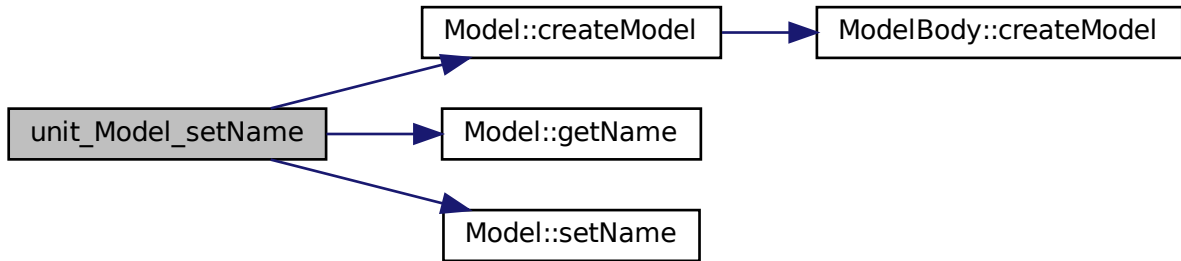 Model::createModel
ModelBody::createModel
unit_Model_setName
Model::getName
Model::setName